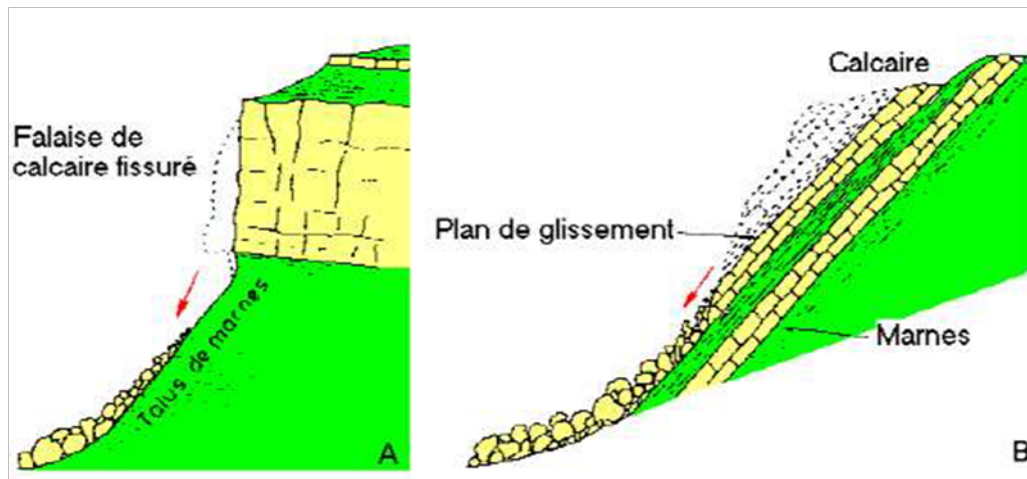 Falaise de
calcaire fissuré
Talus de marnes
A
Calcaire
Plan de glissement
Marnes
B